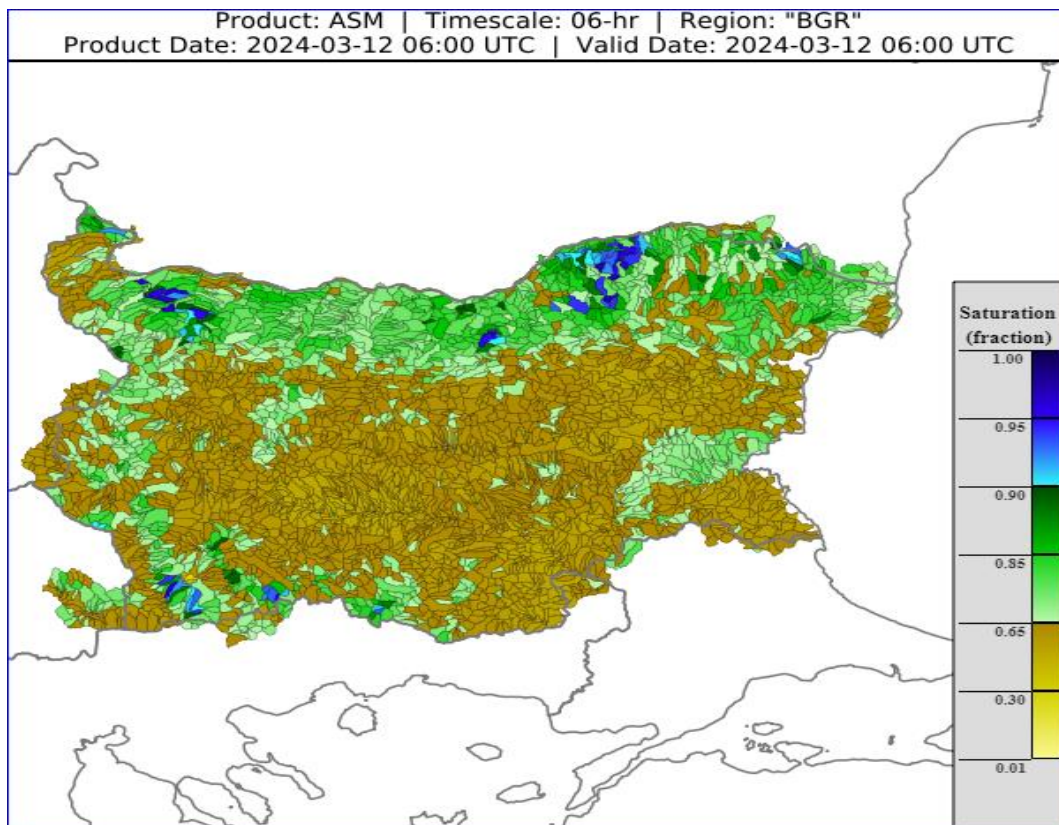 Product: ASM | Timescale: 06-hr | Region: "BGR"
Product Date: 2024-03-12 06:00 UTC | Valid Date: 2024-03-12 06:00 UTC
Saturation
(fraction)
1.00
0.95
0.90
0.85
0.65
0.30
0.01